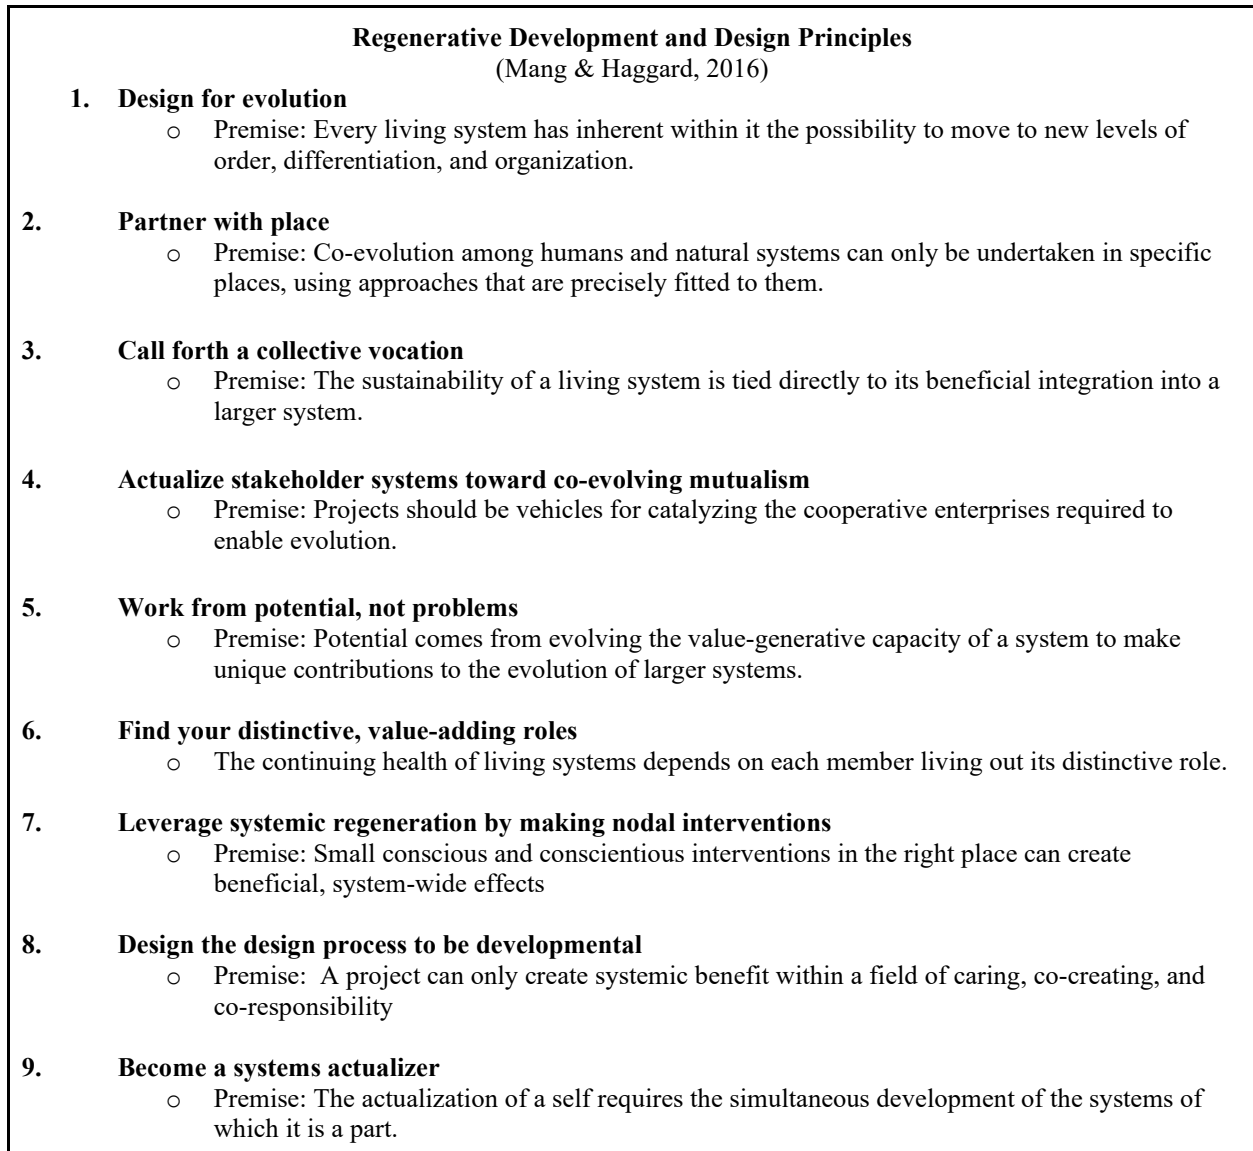 Regenerative Development and Design Principles
(Mang & Haggard, 2016)
1. Design for evolution
o Premise: Every living system has inherent within it the possibility to move to new levels of
order, differentiation, and organization.
2. Partner with place
o Premise: Co-evolution among humans and natural systems can only be undertaken in specific
places, using approaches that are precisely fitted to them.
3. Call forth a collective vocation
o Premise: The sustainability of a living system is tied directly to its beneficial integration into a
larger system.
4. Actualize stakeholder systems toward co-evolving mutualism
o Premise: Projects should be vehicles for catalyzing the cooperative enterprises required to
enable evolution.
5. Work from potential, not problems
o Premise: Potential comes from evolving the value-generative capacity of a system to make
unique contributions to the evolution of larger systems.
6. Find your distinctive, value-adding roles
o The continuing health of living systems depends on each member living out its distinctive role.
7. Leverage systemic regeneration by making nodal interventions
o Premise: Small conscious and conscientious interventions in the right place can create
beneficial, system-wide effects
8. Design the design process to be developmental
o Premise: A project can only create systemic benefit within a field of caring, co-creating, and
co-responsibility
9. Become a systems actualizer
o Premise: The actualization of a self requires the simultaneous development of the systems of
which it is a part.